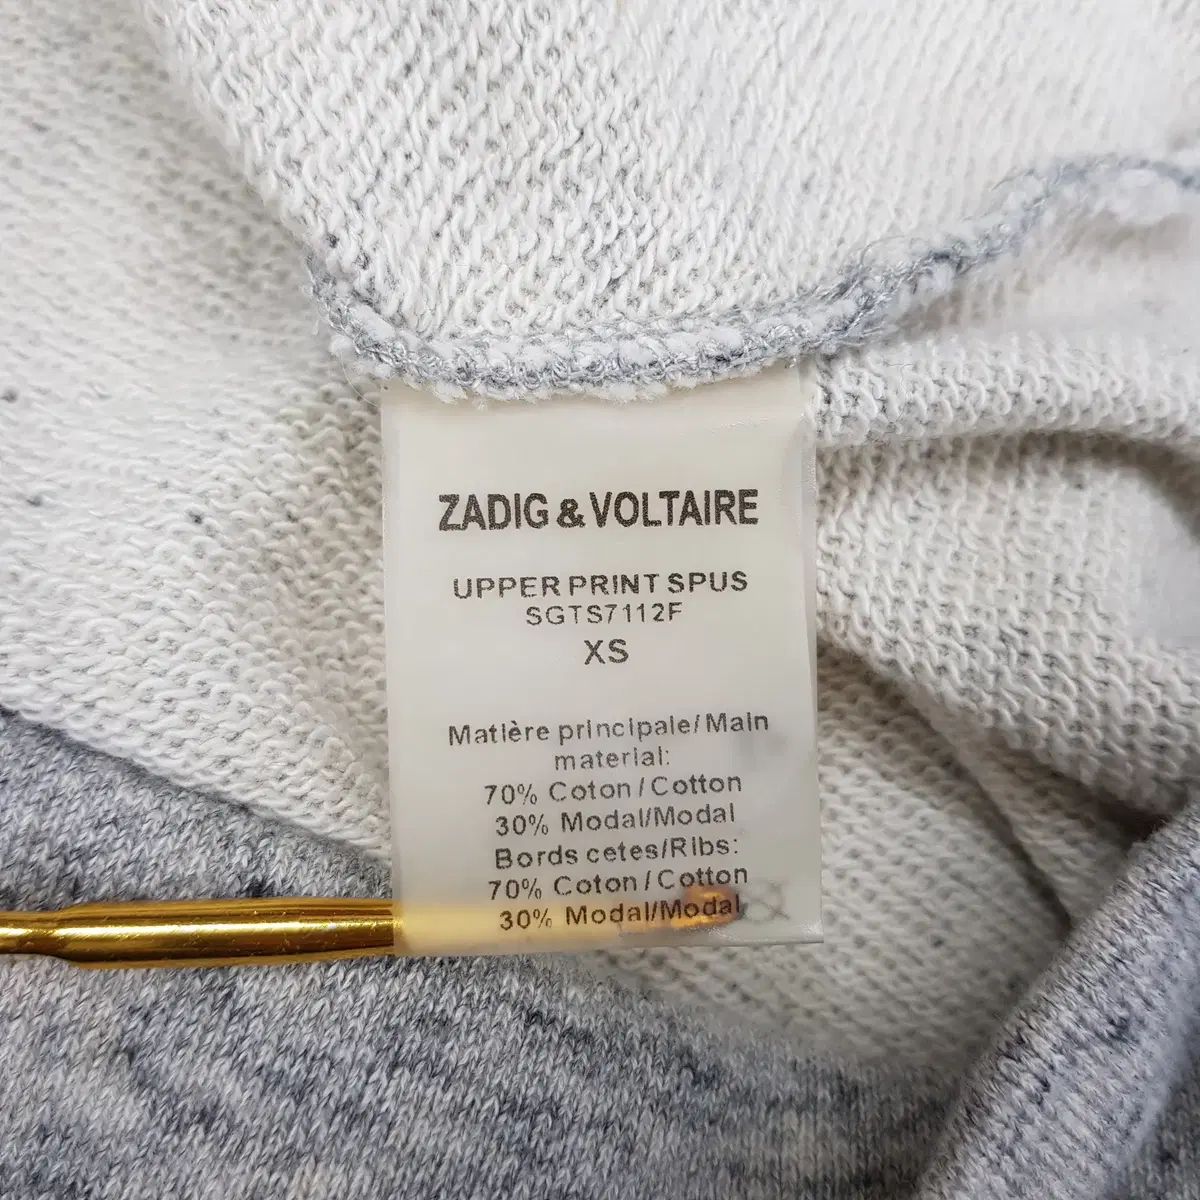 ZADIG & VOLTAIRE
UPPER PRINT SPUS
SGTS7112F
XS
Matière principale/Main
material:
70% Coton/Cotton
30% Modal/Modal
Bords cetes/Ribs:
70% Coton/Cotton
30% Modal/Modal